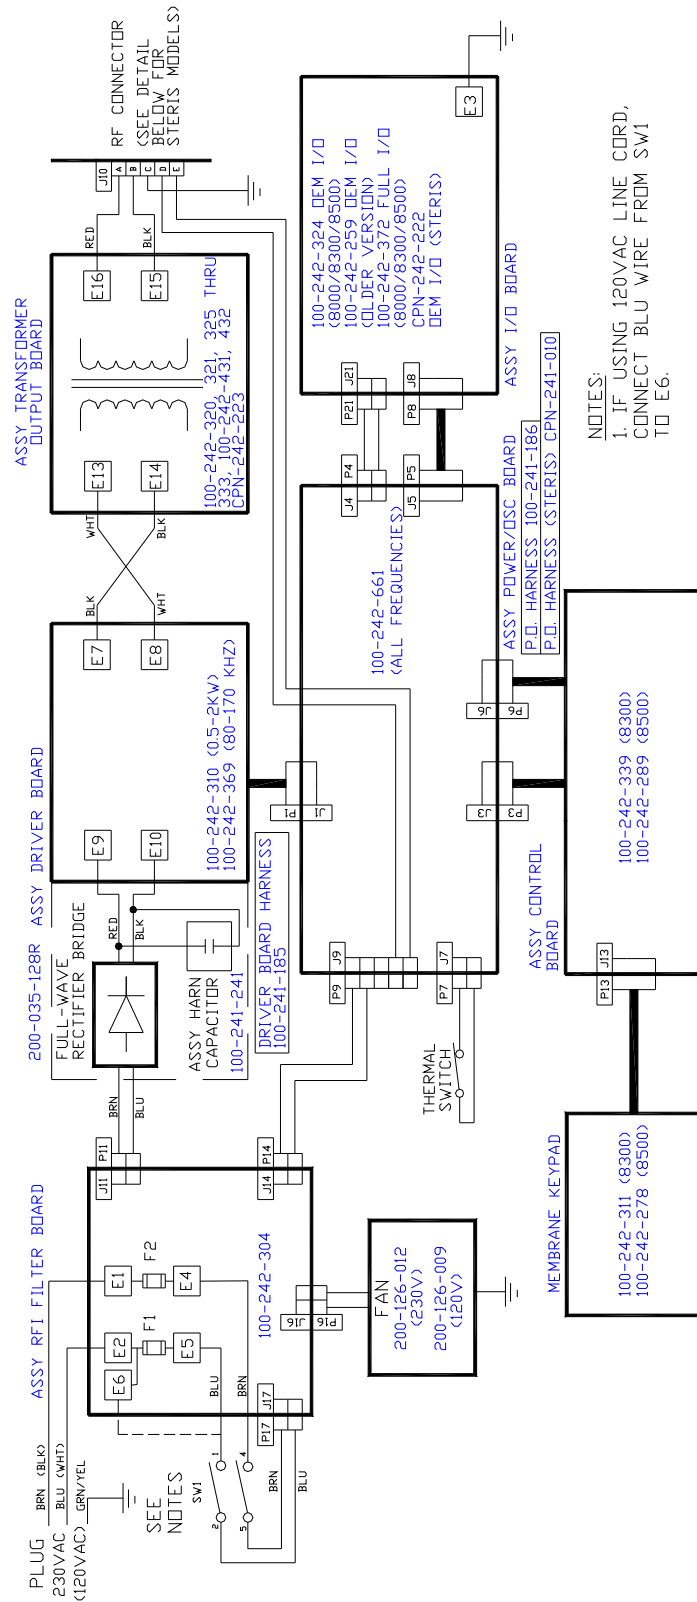 PLUG
230VAC
(120VAC)
BRN (BLK)
BLU (WHT)
GRN/YEL
SEE
NOTES
SW1
1
2
4
5
BLU
BRN
BRN
BLU
ASSY RFI FILTER BOARD
E1
F2
E4
E2
F1
E5
E6
100-242-304
P17
J17
J16
P16
J11
P11
J14
P14
FAN
200-126-012
(230V)
200-126-009
(120V)
BRN
BLU
200-035-128R
FULL-WAVE
RECTIFIER BRIDGE
RED
BLK
ASSY HARN
CAPACITOR
100-241-241
DRIVER BOARD HARNESS
100-241-185
ASSY DRIVER BOARD
E9
E10
E7
E8
100-242-310 (0.5-2KW)
100-242-369 (80-170 KHZ)
BLK
WHT
WHT
BLK
ASSY TRANSFORMER
OUTPUT BOARD
E13
E14
E16
E15
100-242-320, 321, 325 THRU
333, 100-242-431, 432
CPN-242-223
RED
BLK
J10
A
B
C
D
E
RF CONNECTOR
(SEE DETAIL
BELOW FOR
STERIS MODELS)
THERMAL
SWITCH
P9
J9
P7
J7
P1
J1
J3
P3
J6
P6
J4
P4
J5
P5
100-242-661
(ALL FREQUENCIES)
ASSY POWER/OSC BOARD
P.O. HARNESS 100-241-186
P.O. HARNESS (STERIS) CPN-241-010
P21
J21
P8
J8
100-242-324 OEM I/O
(8000/8300/8500)
100-242-259 OEM I/O
(OLDER VERSION)
100-242-372 FULL I/O
(8000/8300/8500)
CPN-242-222
OEM I/O (STERIS)
E3
ASSY I/O BOARD
MEMBRANE KEYPAD
100-242-311 (8300)
100-242-278 (8500)
ASSY CONTROL
BOARD
P13
J13
100-242-339 (8300)
100-242-289 (8500)
NOTES:
1. IF USING 120VAC LINE CORD,
CONNECT BLU WIRE FROM SW1
TO E6.